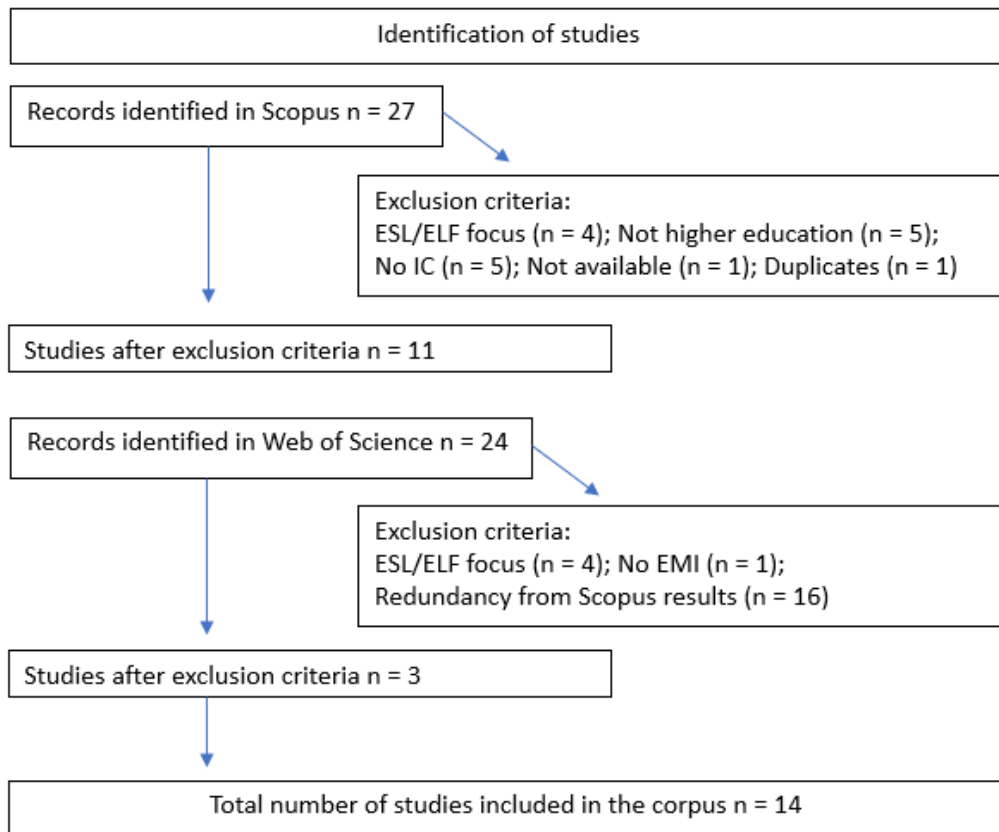 Identification of studies
Records identified in Scopus n = 27
Exclusion criteria:
ESL/ELF focus (n = 4); Not higher education (n = 5);
No IC (n = 5); Not available (n = 1); Duplicates (n = 1)
Studies after exclusion criteria n = 11
Records identified in Web of Science n = 24
Exclusion criteria:
ESL/ELF focus (n = 4); No EMI (n = 1);
Redundancy from Scopus results (n = 16)
Studies after exclusion criteria n = 3
Total number of studies included in the corpus n = 14